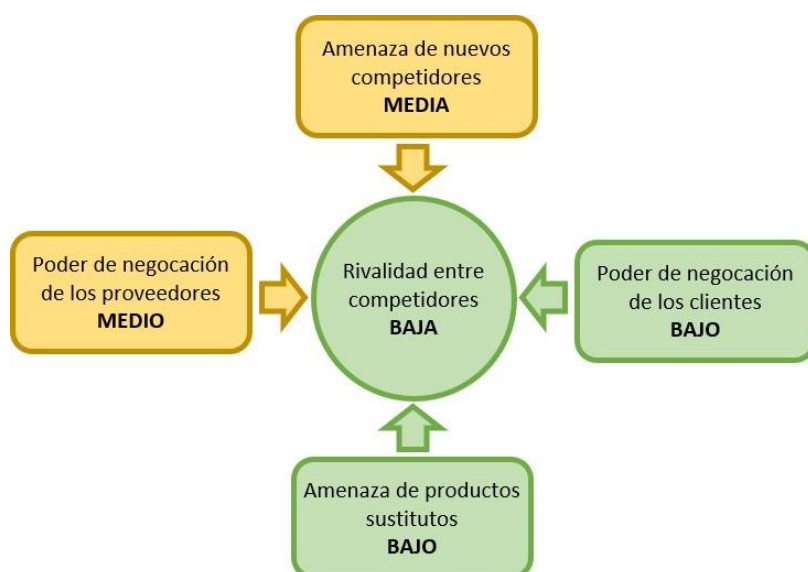 Amenaza de nuevos
competidores
MEDIA
Poder de negocación
de los proveedores
MEDIO
Rivalidad entre
competidores
BAJA
Poder de negocación
de los clientes
BAJO
Amenaza de productos
sustitutos
BAJO